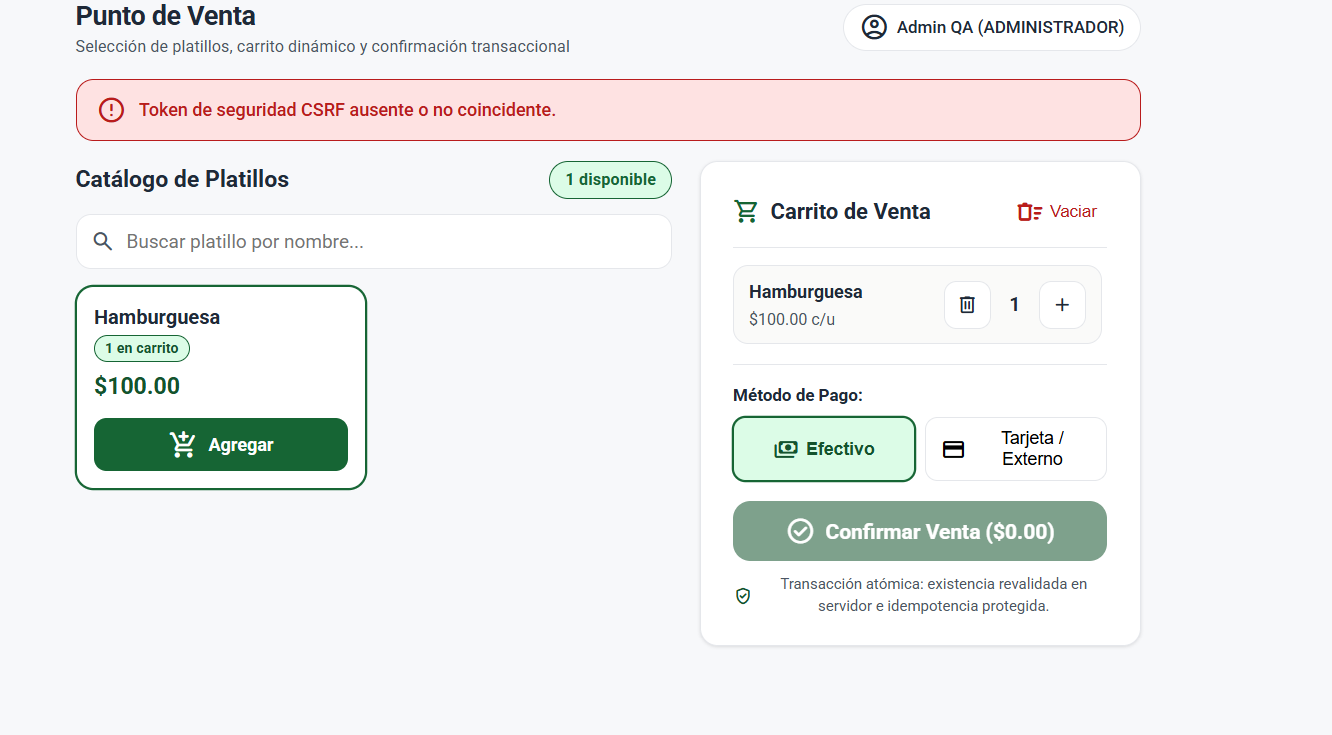 Punto de Venta
Selección de platillos, carrito dinámico y confirmación transaccional
Admin QA (ADMINISTRADOR)
Token de seguridad CSRF ausente o no coincidente.
Catálogo de Platillos
1 disponible
Buscar platillo por nombre...
Hamburguesa
1 en carrito
$100.00
Agregar
Carrito de Venta
Vaciar
Hamburguesa
$100.00 c/u
1
Método de Pago:
Efectivo
Tarjeta /
Externo
Confirmar Venta ($0.00)
Transacción atómica: existencia revalidada en
servidor e idempotencia protegida.